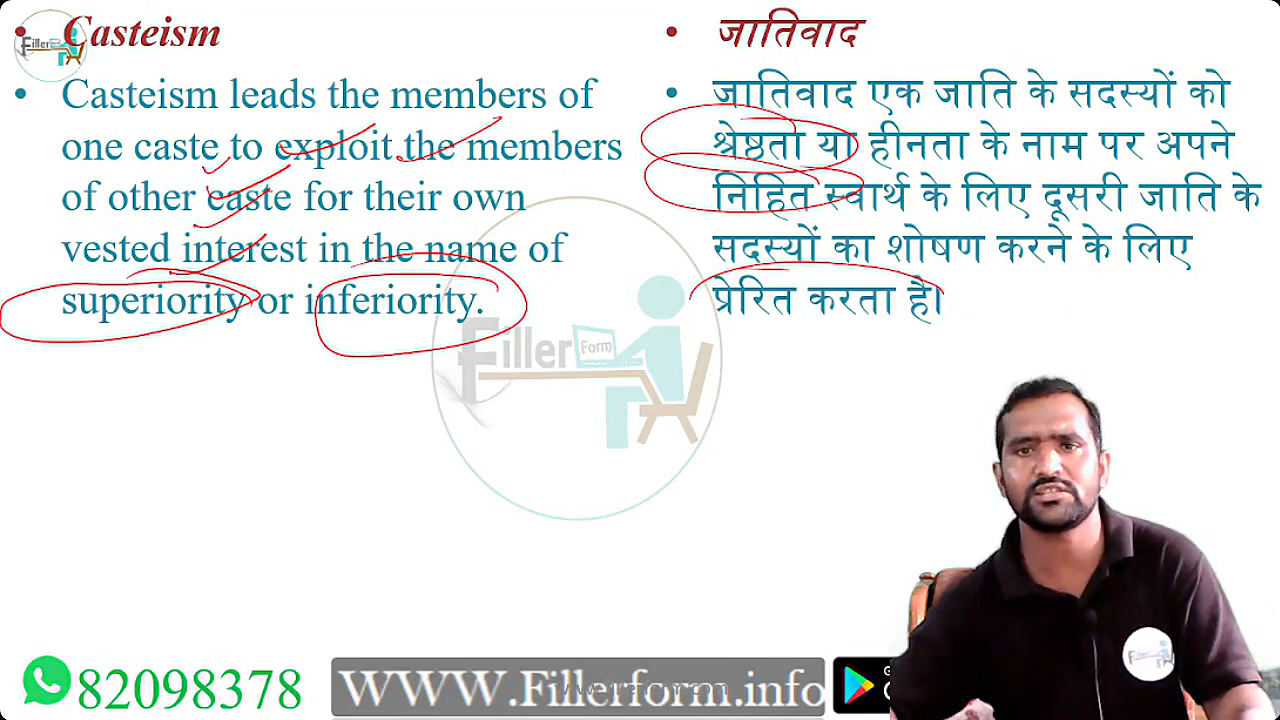 Casteism
Casteism leads the members of
one caste to exploit the members
of other caste for their own
vested interest in the name of
superiority or inferiority.
जातिवाद
जातिवाद एक जाति के सदस्यों को
श्रेष्ठता या हीनता के नाम पर अपने
निहित स्वार्थ के लिए दूसरी जाति के
सदस्यों का शोषण करने के लिए
प्रेरित करता है।
Filler
Form
82098378
WWW.Fillerform.info